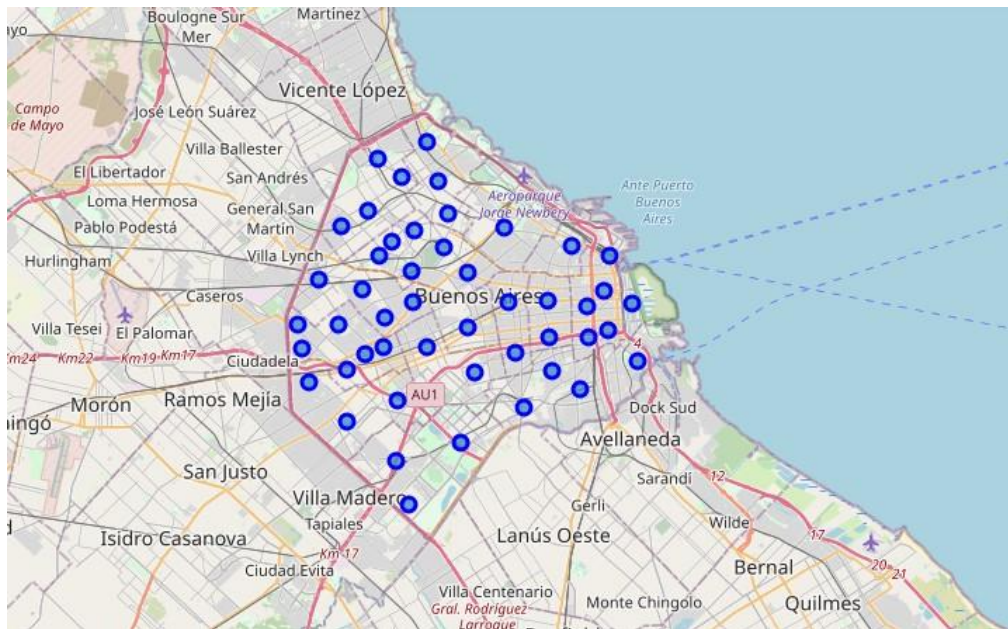 Boulogne Sur
Mer
Martínez
Vicente López
Campo
de Mayo
José León Suárez
Villa Ballester
El Libertador
San Andrés
Loma Hermosa
Pablo Podestá
General San
Martín
Aeroparque
Jorge Newbery
Ante Puerto
Buenos
Aires
Villa Lynch
Hurlingham
Caseros
Buenos Aires
Villa Tesei
El Palomar
Km22
Km19
Km17
Ciudadela
4
AU1
Morón
Ramos Mejía
Dock Sud
Avellaneda
San Justo
Sarandí
12
Villa Madero
Tapiales
Gerli
Wilde
17
Isidro Casanova
Km 17
Lanús Oeste
20
21
Ciudad Evita
Bernal
Villa Centenario
Gral. Rodríguez
Larroque
Monte Chingolo
Quilmes